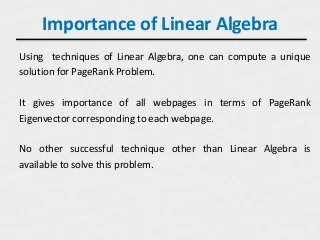 Importance of Linear Algebra
Using techniques of Linear Algebra, one can compute a unique
solution for PageRank Problem.
It gives importance of all webpages in terms of PageRank
Eigenvector corresponding to each webpage.
No other successful technique other than Linear Algebra is
available to solve this problem.